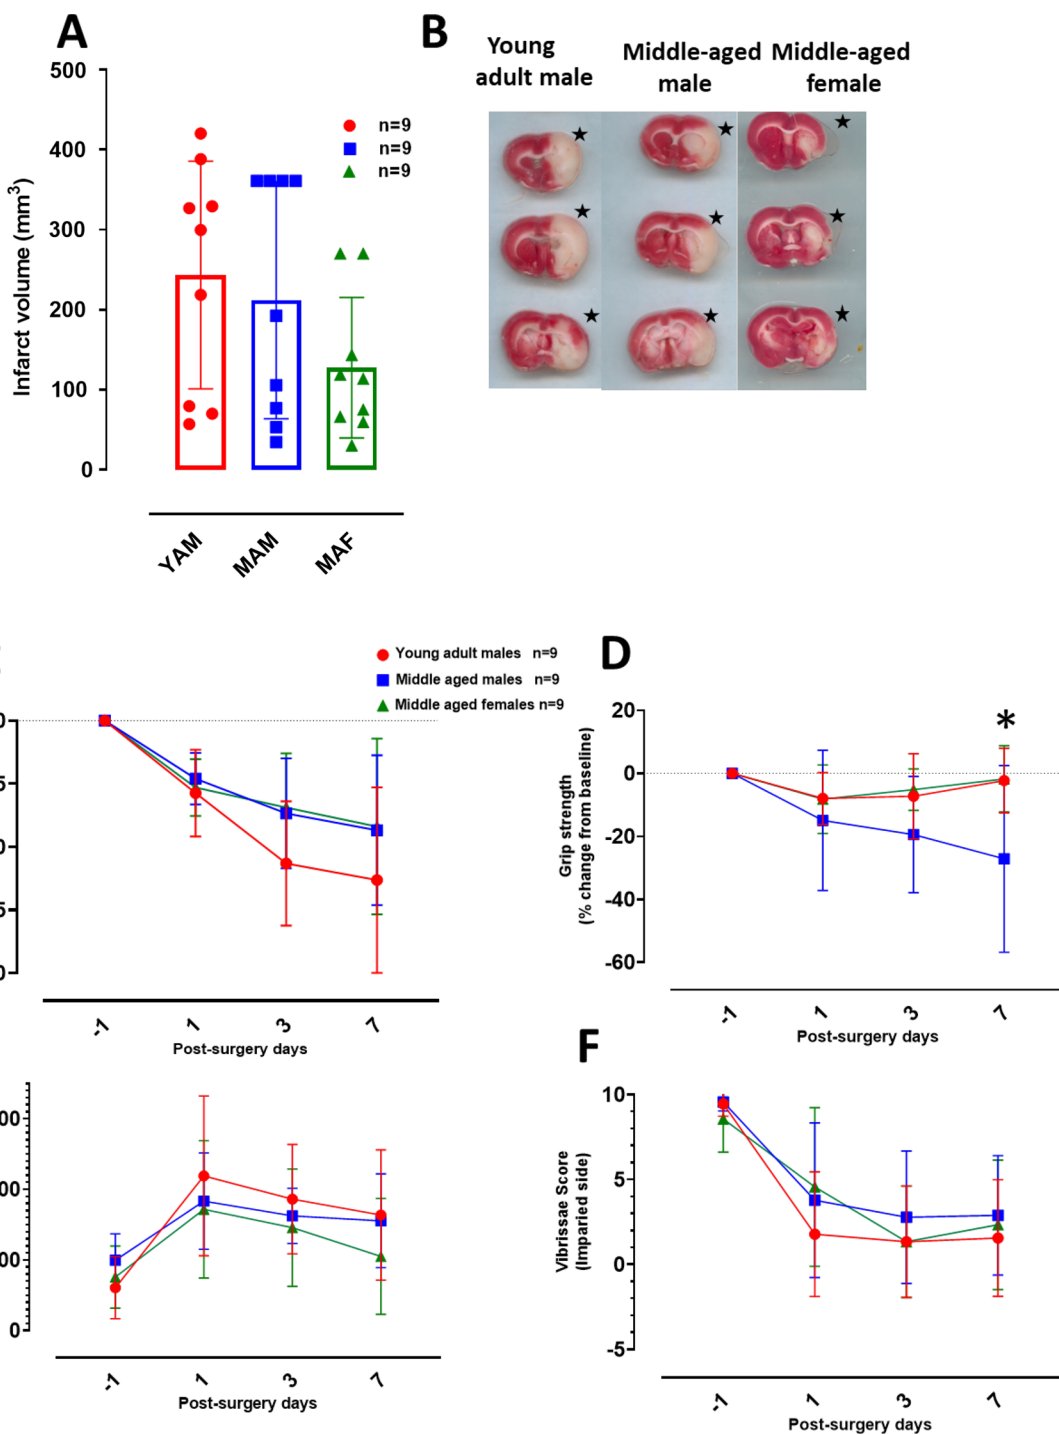 A
B
Young
adult male
Middle-aged
male
Middle-aged
female
500
400
300
200
100
0
Infarct volume (mm3)
n=9
n=9
n=9
YAM
MAM
MAF
Young adult males n=9
Middle aged males n=9
Middle aged females n=9
-1
1
3
7
Post-surgery days
D
20
0
-20
-40
-60
Grip strength
(% change from baseline)
*
-1
1
3
7
Post-surgery days
0
-1
1
3
7
Post-surgery days
F
10
5
0
-5
Vibrissae Score
(Imparied side)
-1
1
3
7
Post-surgery days